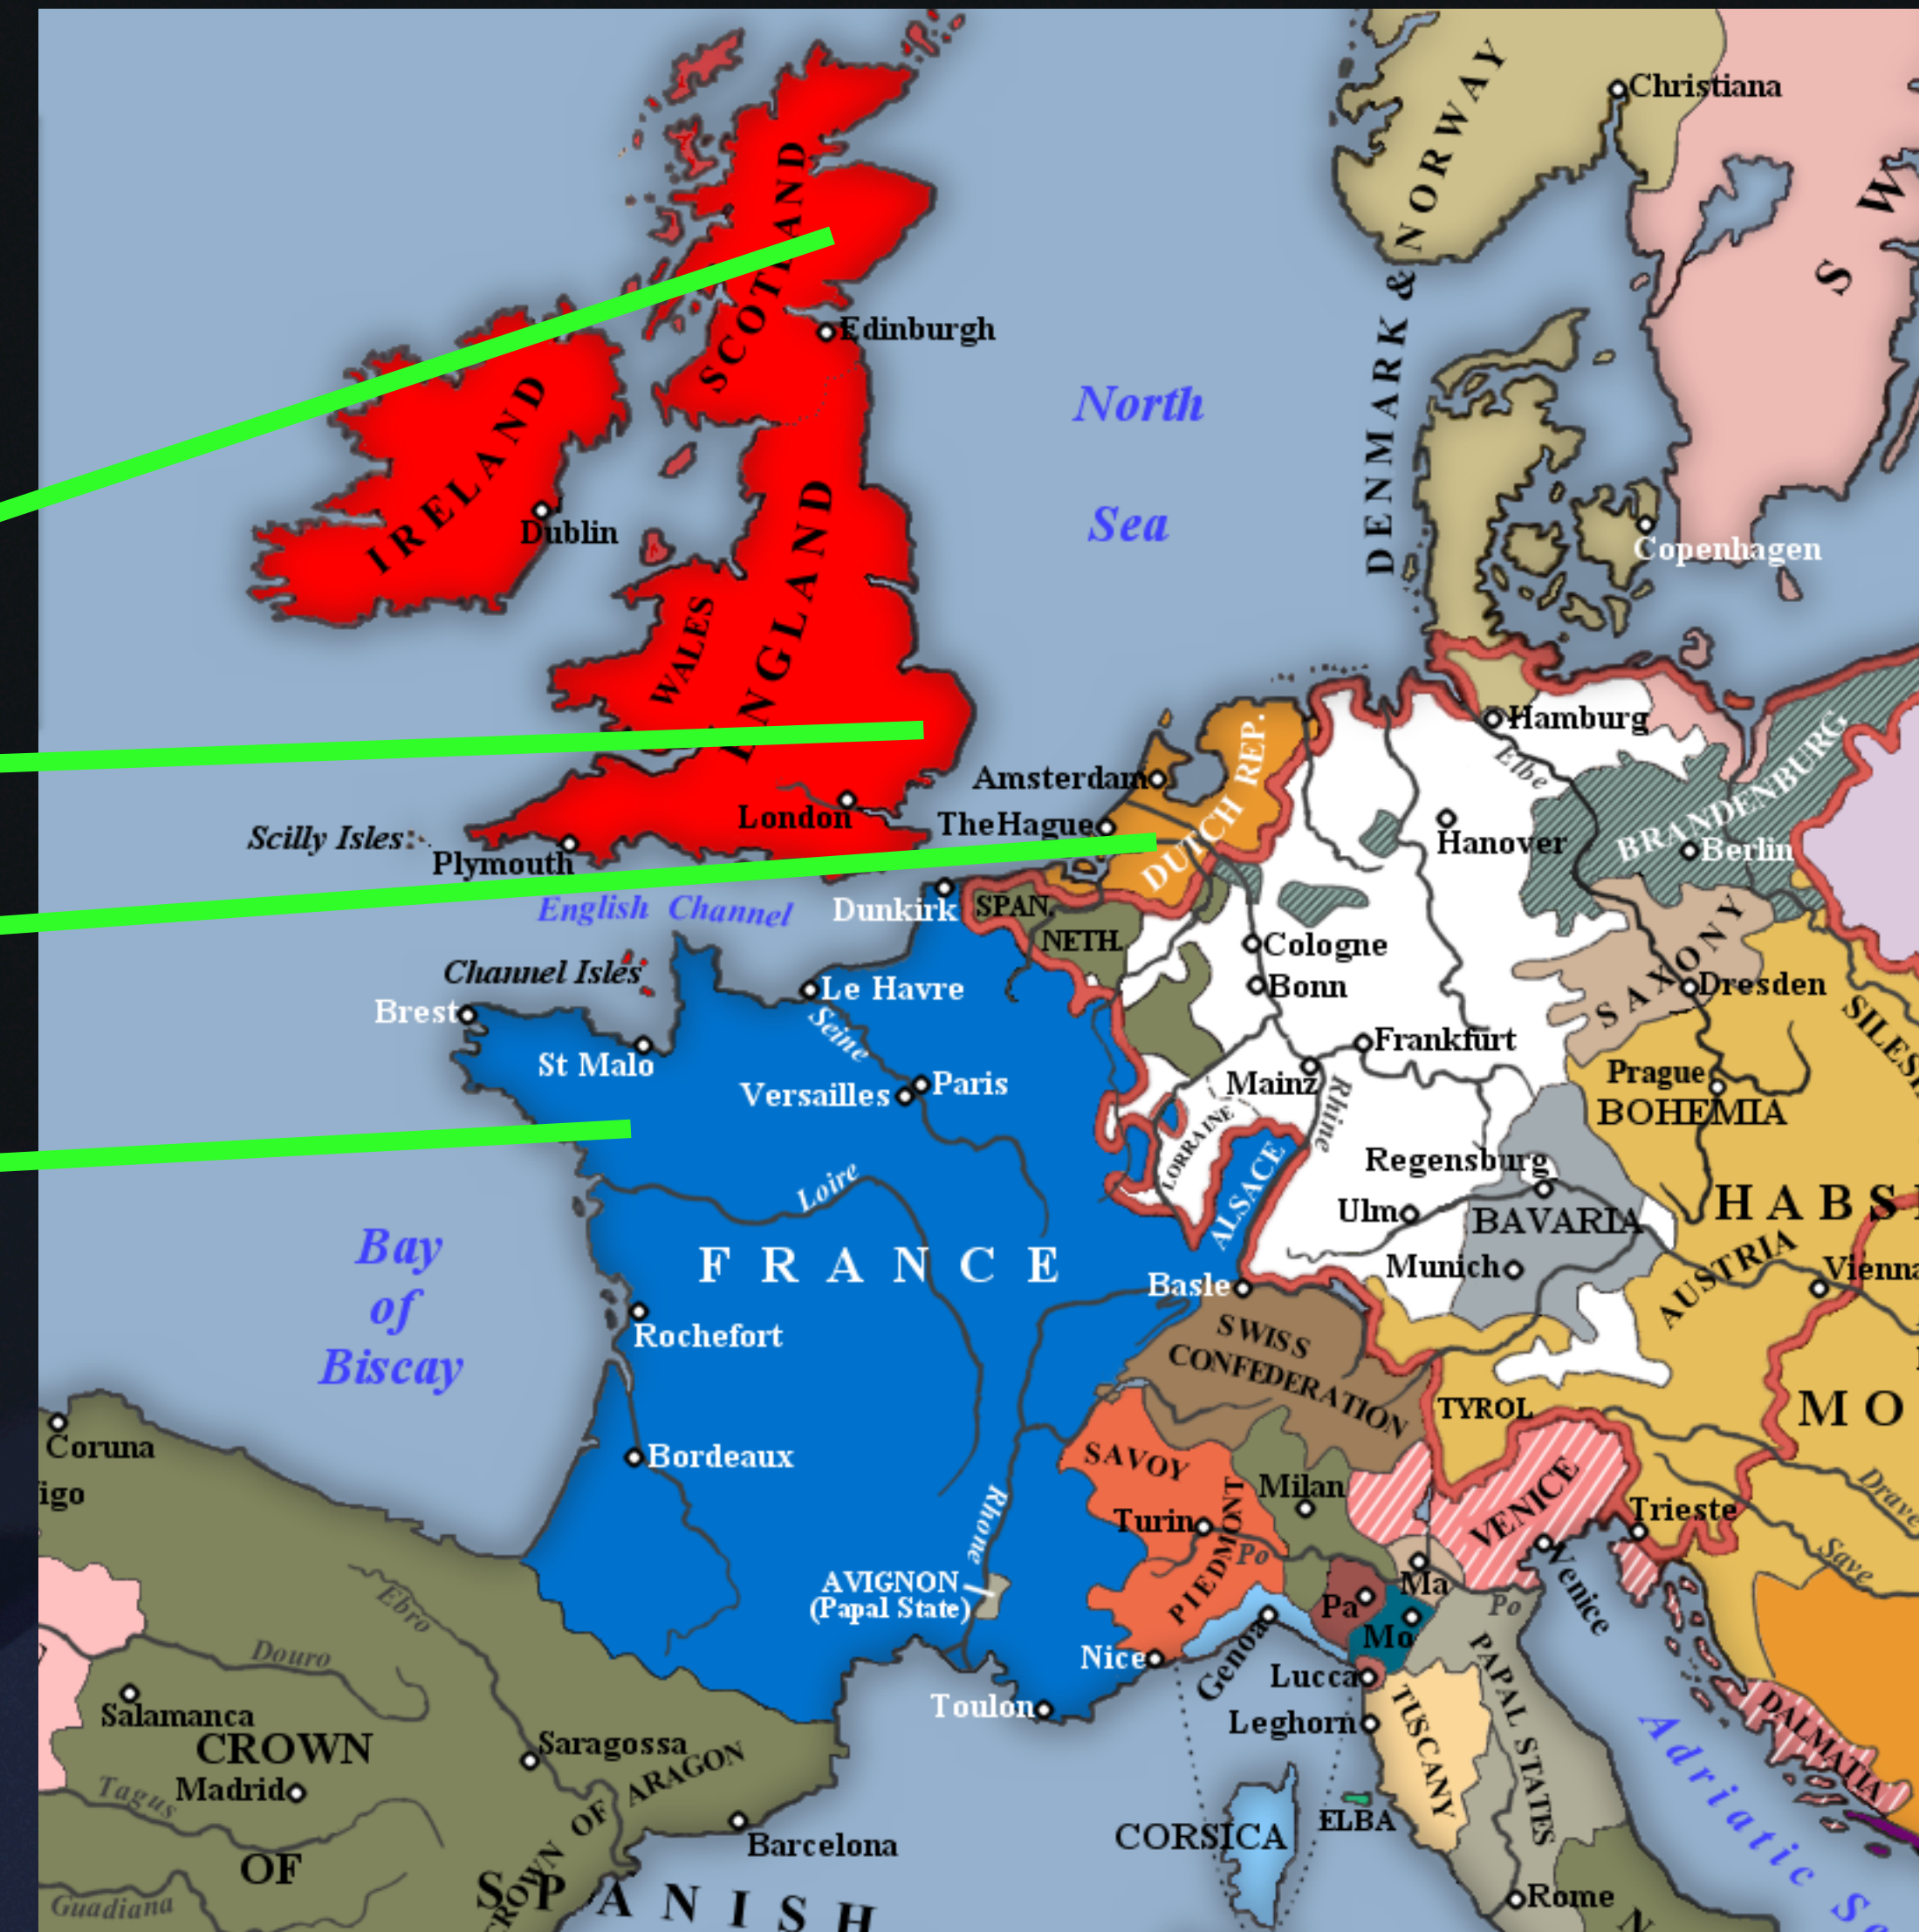 Christiana
DENMARK & NORWAY
S W
SCOTLAND
Edinburgh
North
Sea
IRELAND
Dublin
Copenhagen
WALES
ENGLAND
Hamburg
Elbe
BRANDENBURG
Amsterdam
DUTCH REP.
London
The Hague
Hanover
Berlin
Scilly Isles
Plymouth
English Channel
Dunkirk
SPAN.
NETH.
Cologne
SAXONY
Channel Isles
Le Havre
Bonn
Dresden
Brest
Seine
SILES
St Malo
Frankfurt
Paris
Versailles
Mainz
Rhine
Prague
BOHEMIA
LORRAINE
ALSACE
Regensburg
Loire
Ulm
BAVARIA
HABS
AUSTRIA
Bay
of
Biscay
FRANCE
Munich
Vienna
Basle
Rochefort
SWISS
CONFEDERATION
TYROL
MO
Coruna
igo
Bordeaux
SAVOY
Milan
VENICE
Drave
Rhone
Turin
PIEDMONT
Trieste
Po
Save
AVIGNON
(Papal State)
Ebro
Pa
Ma
Venice
Po
Mo
Douro
Nice
Genoa
PAPAL STATES
Lucca
Salamanca
Toulon
Leghorn
TUSCANY
DALMATIA
CROWN
Saragossa
Tagus
Madrid
CROWN OF ARAGON
Adriatic Se
Barcelona
CORSICA
ELBA
OF
SPANISH
Guadiana
Rome
N